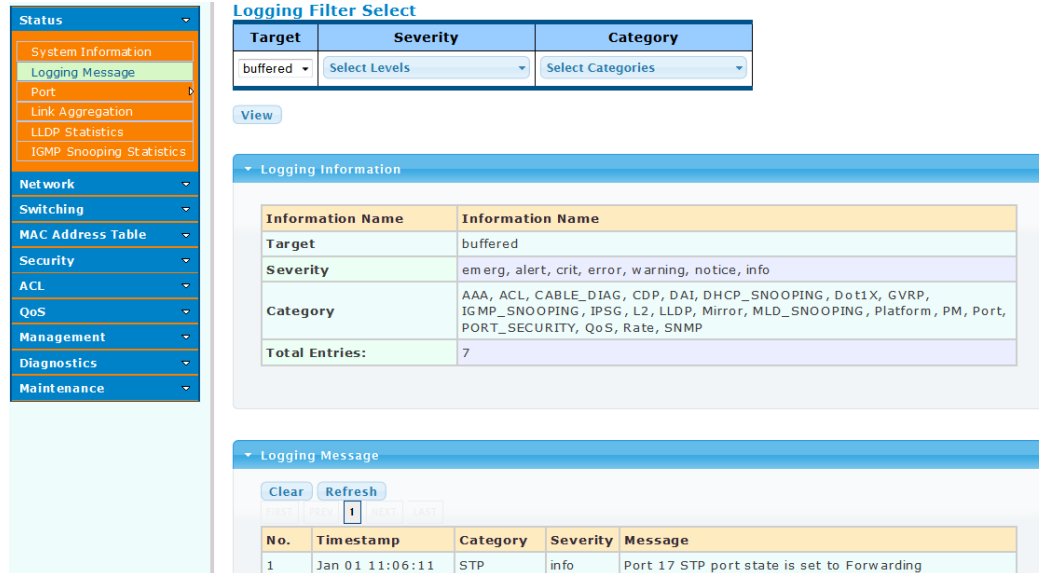 Status
System Information
Logging Message
Port
Link Aggregation
LLDP Statistics
IGMP Snooping Statistics
Network
Switching
MAC Address Table
Security
ACL
QoS
Management
Diagnostics
Maintenance
Logging Filter Select
Target Severity Category
buffered Select Levels Select Categories
View
Logging Information
Information Name Information Name
Target buffered
Severity emerg, alert, crit, error, warning, notice, info
Category AAA, ACL, CABLE_DIAG, CDP, DAI, DHCP_SNOOPING, Dot1X, GVRP,
IGMP_SNOOPING, IPSG, L2, LLDP, Mirror, MLD_SNOOPING, Platform, PM, Port,
PORT_SECURITY, QoS, Rate, SNMP
Total Entries: 7
Logging Message
Clear Refresh
FIRST PREV 1 NEXT LAST
No. Timestamp Category Severity Message
1 Jan 01 11:06:11 STP info Port 17 STP port state is set to Forwarding